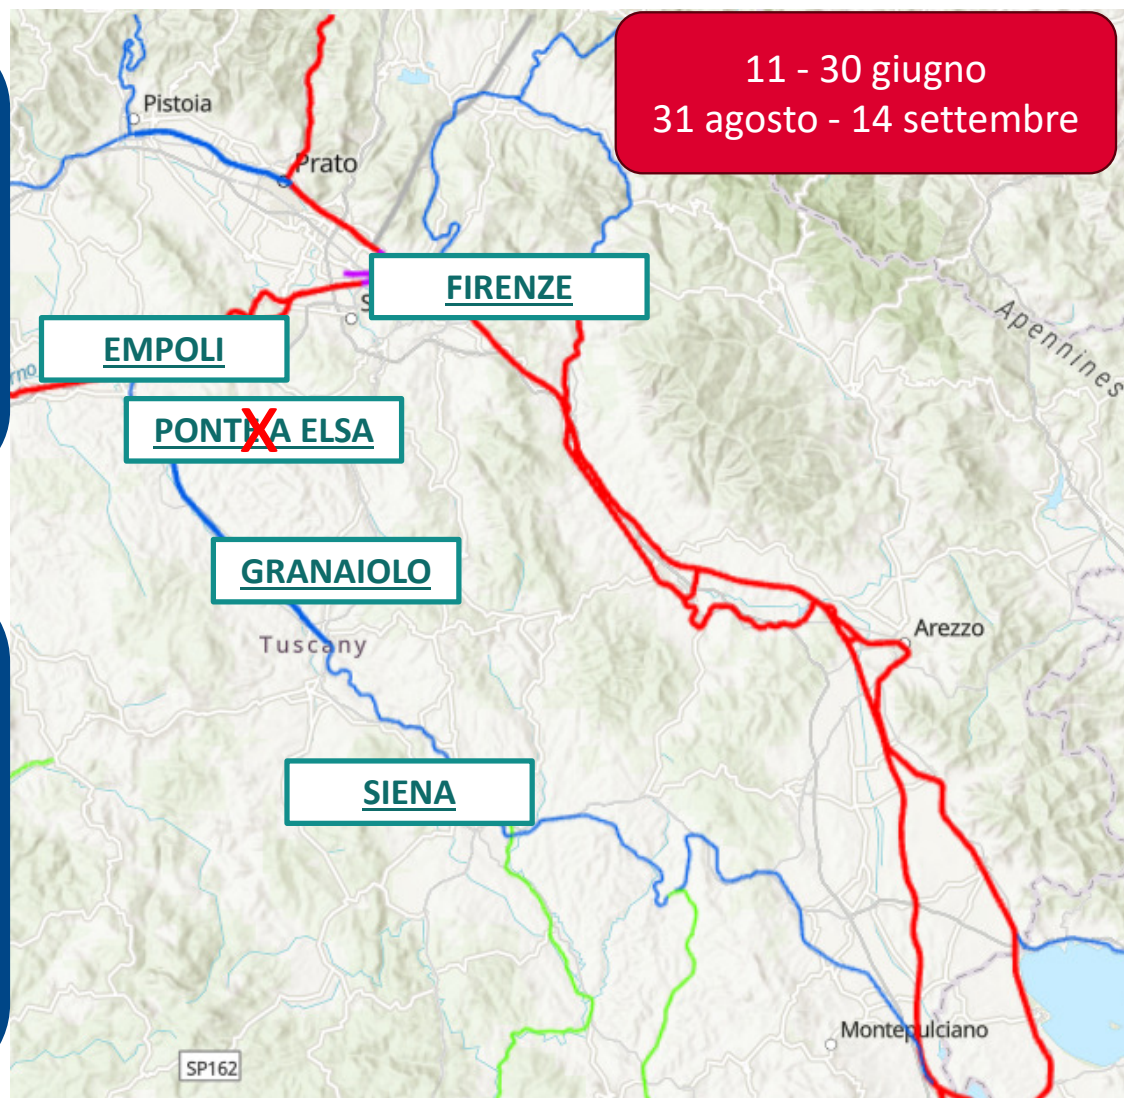 11 - 30 giugno
31 agosto - 14 settembre
Pistoia
Prato
FIRENZE
S
Apennines
EMPOLI
rno
PONTE A ELSA
X
GRANAIOLO
Tuscany
Arezzo
SIENA
Montepulciano
SP162